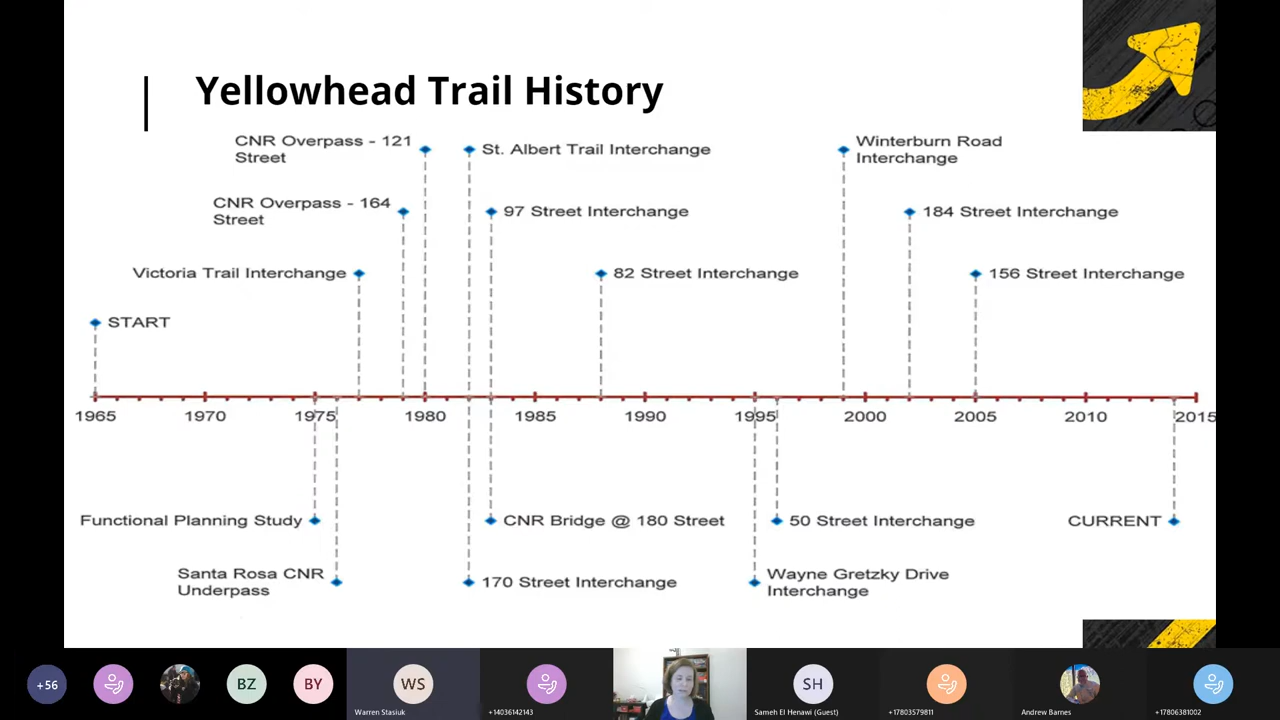 Yellowhead Trail History
CNR Overpass - 121
Street
St. Albert Trail Interchange
Winterburn Road
Interchange
CNR Overpass - 164
Street
97 Street Interchange
184 Street Interchange
Victoria Trail Interchange
82 Street Interchange
156 Street Interchange
START
1965 1970 1975 1980 1985 1990 1995 2000 2005 2010 2015
Functional Planning Study
CNR Bridge @ 180 Street
50 Street Interchange
CURRENT
Santa Rosa CNR
Underpass
170 Street Interchange
Wayne Gretzky Drive
Interchange
+56
BZ
BY
WS
SH
Warren Stasiuk
+14036142143
Sameh El Henawi (Guest)
+17803579811
Andrew Barnes
+17806381002